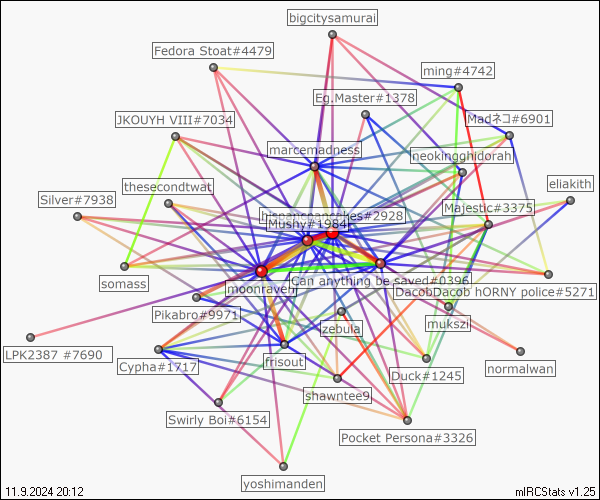 bigcitysamurai
Fedora Stoat#4479
ming#4742
Eg.Master#1378
JKOUYH VIII#7034
Madネコ#6901
marcemadness
neokingghidorah
thesecondtwat
eliakith
Silver#7938
Majestic#3375
Mushy#1984
#2928
somass
moonraven
Can anything be saved#0396
DacobDacob hORNY police#5271
Pikabro#9971
mukszil
zebula
LPK2387 #7690
Cypha#1717
frisout
Duck#1245
normalwan
shawntee9
Swirly Boi#6154
Pocket Persona#3326
yoshimanden
11.9.2024 20:12
mIRCStats v1.25